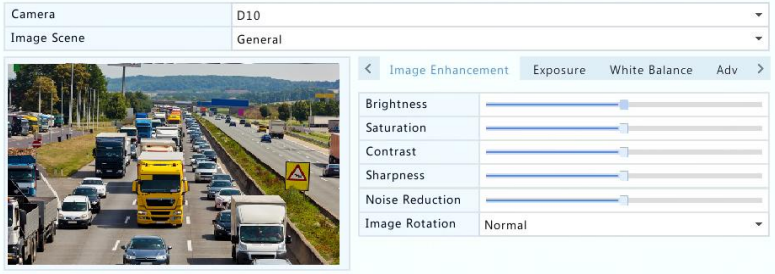 Camera D10
Image Scene General
Image Enhancement Exposure White Balance Adv
Brightness
Saturation
Contrast
Sharpness
Noise Reduction
Image Rotation Normal